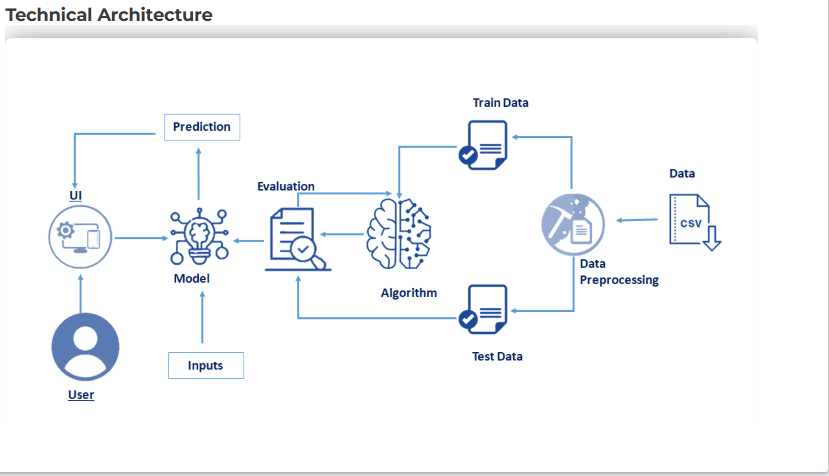 Technical Architecture
Train Data
Prediction
Data
Evaluation
UI
CSV
Data
Preprocessing
Model
Algorithm
Test Data
Inputs
User